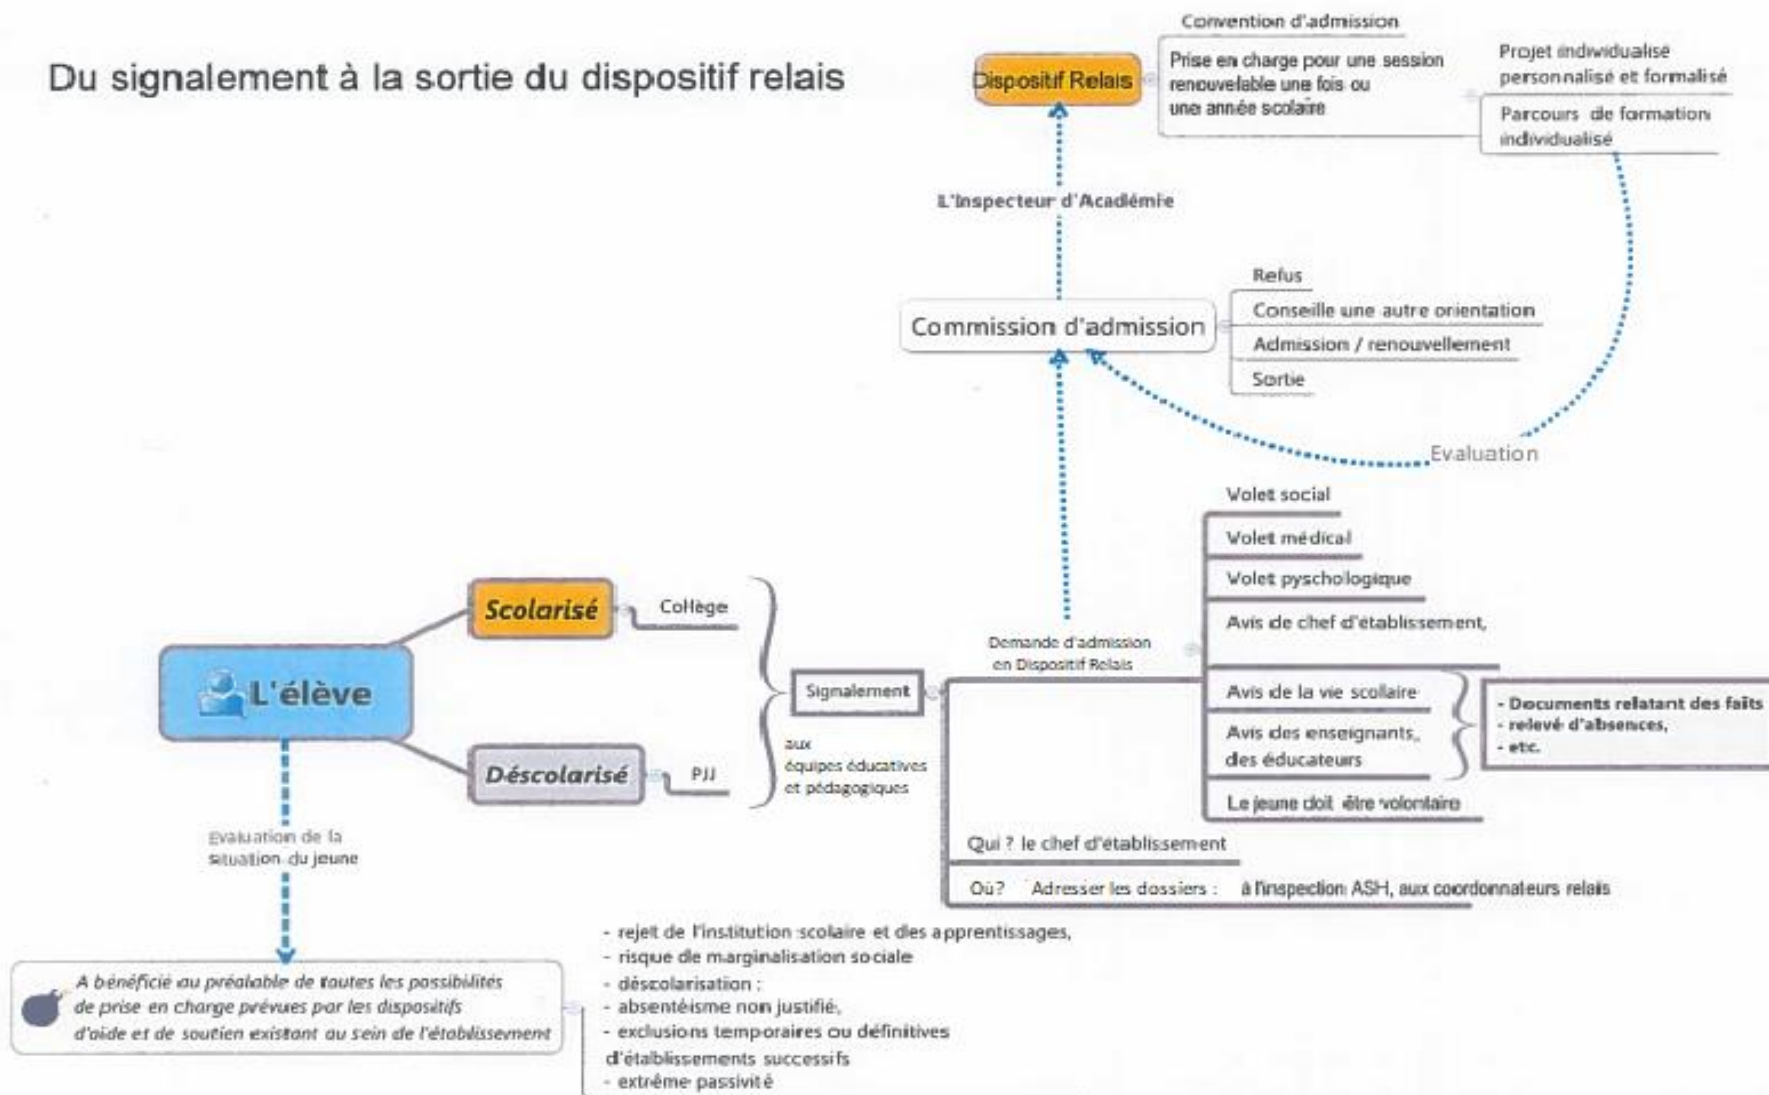 Du signalement à la sortie du dispositif relais
Dispositif Relais
Convention d'admission
Prise en charge pour une session
renouvelable une fois ou
une année scolaire
Projet individualisé
personnalisé et formalisé
Parcours de formation
individualisé
L'Inspecteur d'Académie
Commission d'admission
Refus
Conseille une autre orientation
Admission / renouvellement
Sortie
Evaluation
L'élève
Scolarisé
Collège
Déscolarisé
PJJ
Signalement
aux
équipes éducatives
et pédagogiques
Demande d'admission
en Dispositif Relais
Volet social
Volet médical
Volet pyschologique
Avis de chef d'établissement,
Avis de la vie scolaire
Avis des enseignants,
des éducateurs
Le jeune doit être volontaire
- Documents relatant des faits
- relevé d'absences,
- etc.
Qui ? le chef d'établissement
Où? Adresser les dossiers : à l'inspection ASH, aux coordonnateurs relais
Evaluation de la
situation du jeune
A bénéficié au préalable de toutes les possibilités
de prise en charge prévues par les dispositifs
d'aide et de soutien existant au sein de l'établissement
- rejet de l'institution scolaire et des apprentissages,
- risque de marginalisation sociale
- déscolarisation :
- absentéisme non justifié,
- exclusions temporaires ou définitives
d'établissements successifs
- extrême passivité